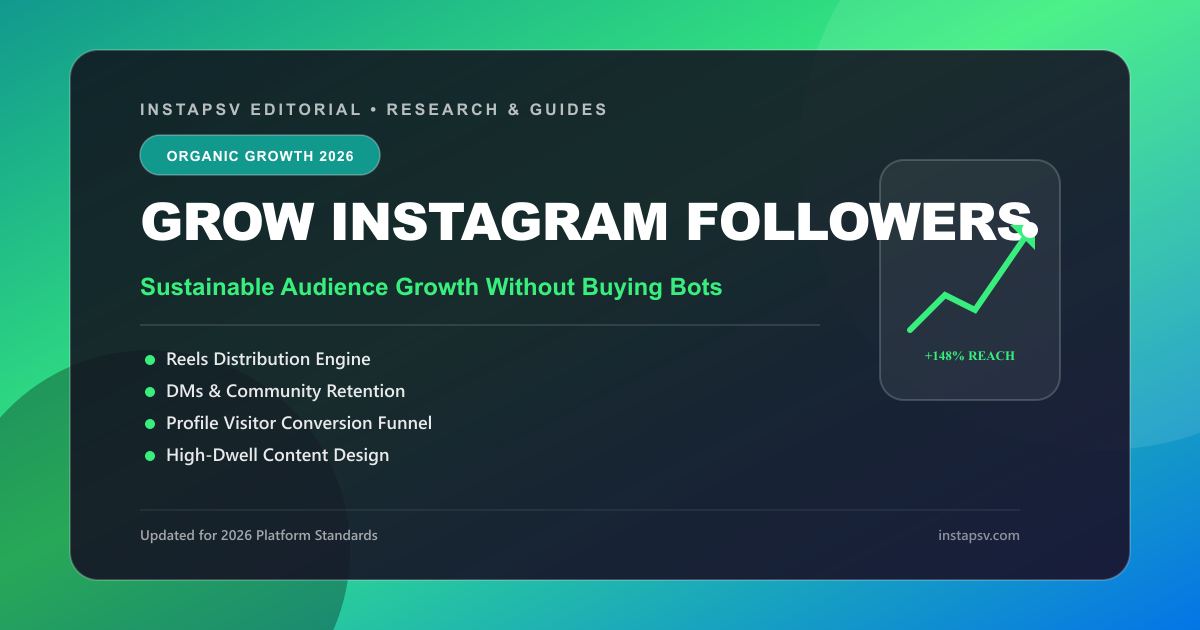 INSTAPSV EDITORIAL • RESEARCH & GUIDES
ORGANIC GROWTH 2026
GROW INSTAGRAM FOLLOWERS
Sustainable Audience Growth Without Buying Bots
Reels Distribution Engine
DMs & Community Retention
Profile Visitor Conversion Funnel
High-Dwell Content Design
+148% REACH
Updated for 2026 Platform Standards
instapsv.com